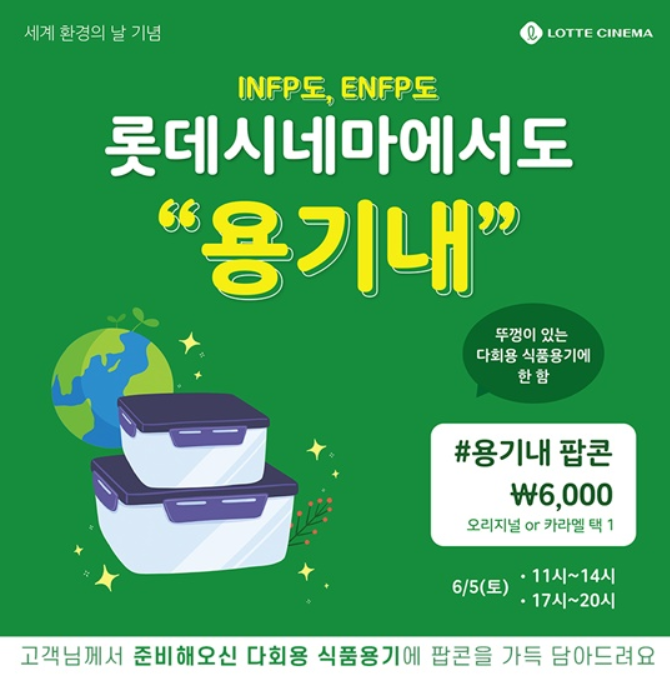 세계 환경의 날 기념
LOTTE CINEMA
INFP도, ENFP도
롯데시네마에서도
“용기내”
뚜껑이 있는
다회용 식품용기에
한 함
#용기내 팝콘
₩6,000
오리지널 or 카라멜 택 1
6/5(토)
· 11시~14시
· 17시~20시
고객님께서 준비해오신 다회용 식품용기에 팝콘을 가득 담아드려요